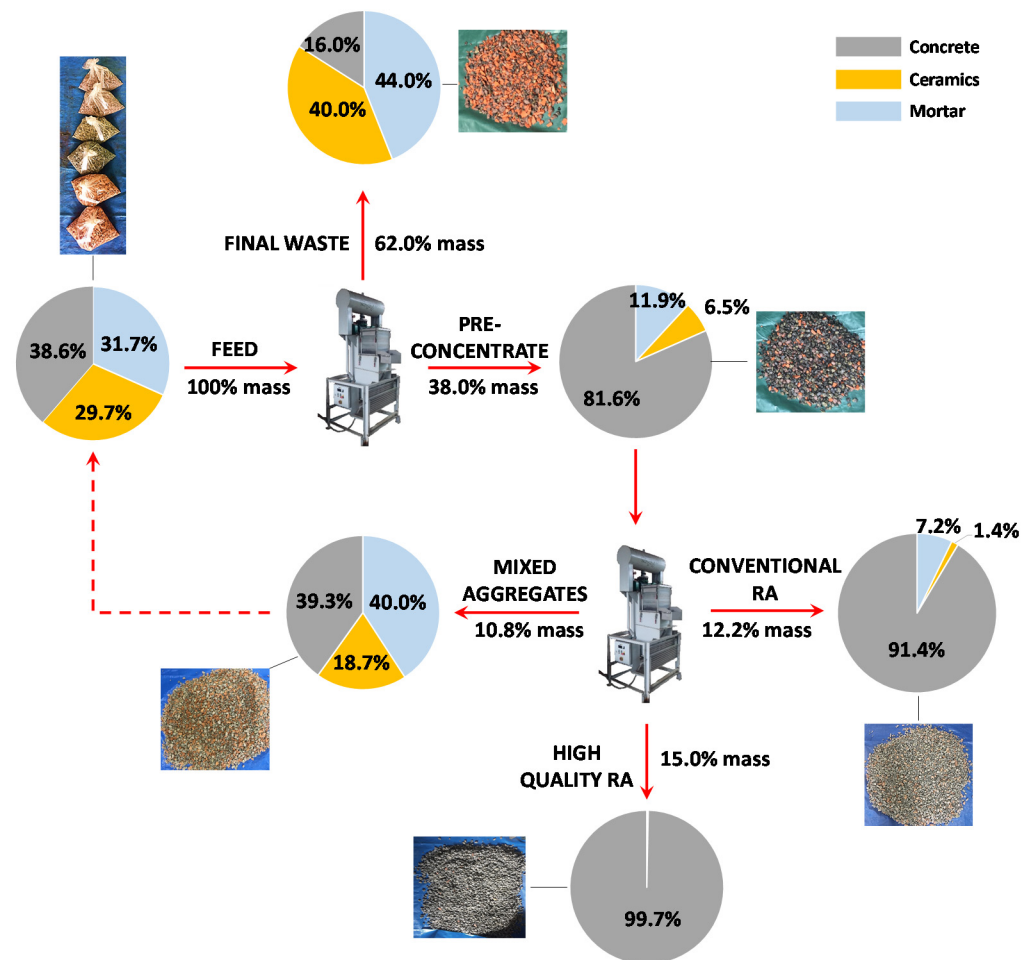 16.0%
44.0%
40.0%
Concrete
Ceramics
Mortar
FINAL WASTE
62.0% mass
38.6%
31.7%
29.7%
FEED
100% mass
PRE-
CONCENTRATE
38.0% mass
11.9%
6.5%
81.6%
39.3%
40.0%
18.7%
MIXED
AGGREGATES
10.8% mass
CONVENTIONAL
RA
12.2% mass
7.2%
1.4%
91.4%
HIGH
QUALITY RA
15.0% mass
99.7%